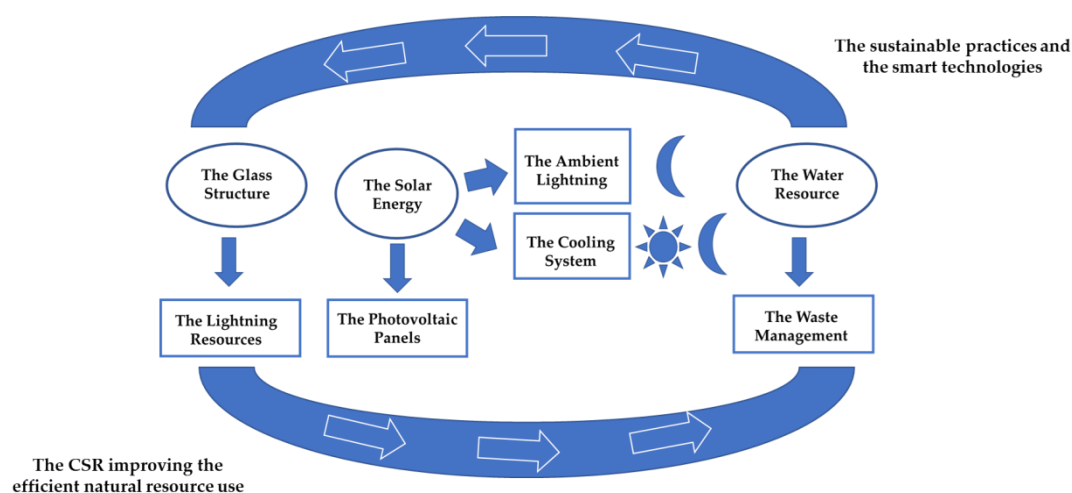 The sustainable practices and
the smart technologies
The Glass
Structure
The Solar
Energy
The Ambient
Lightning
The Water
Resource
The Cooling
System
The Lightning
Resources
The Photovoltaic
Panels
The Waste
Management
The CSR improving the
efficient natural resource use